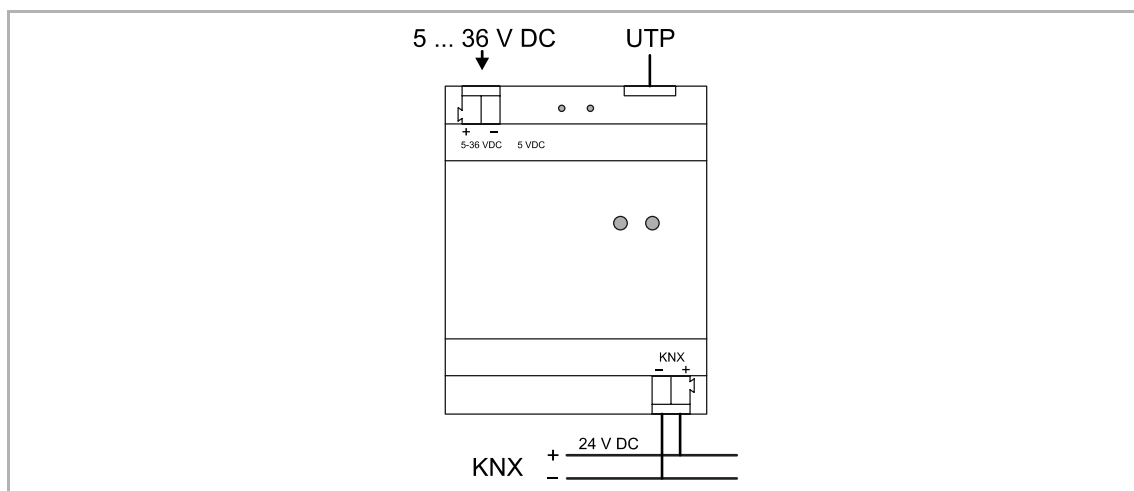 5 ... 36 V DC UTP
+ −
5-36 VDC 5 VDC
KNX
− +
24 V DC
+
KNX
−